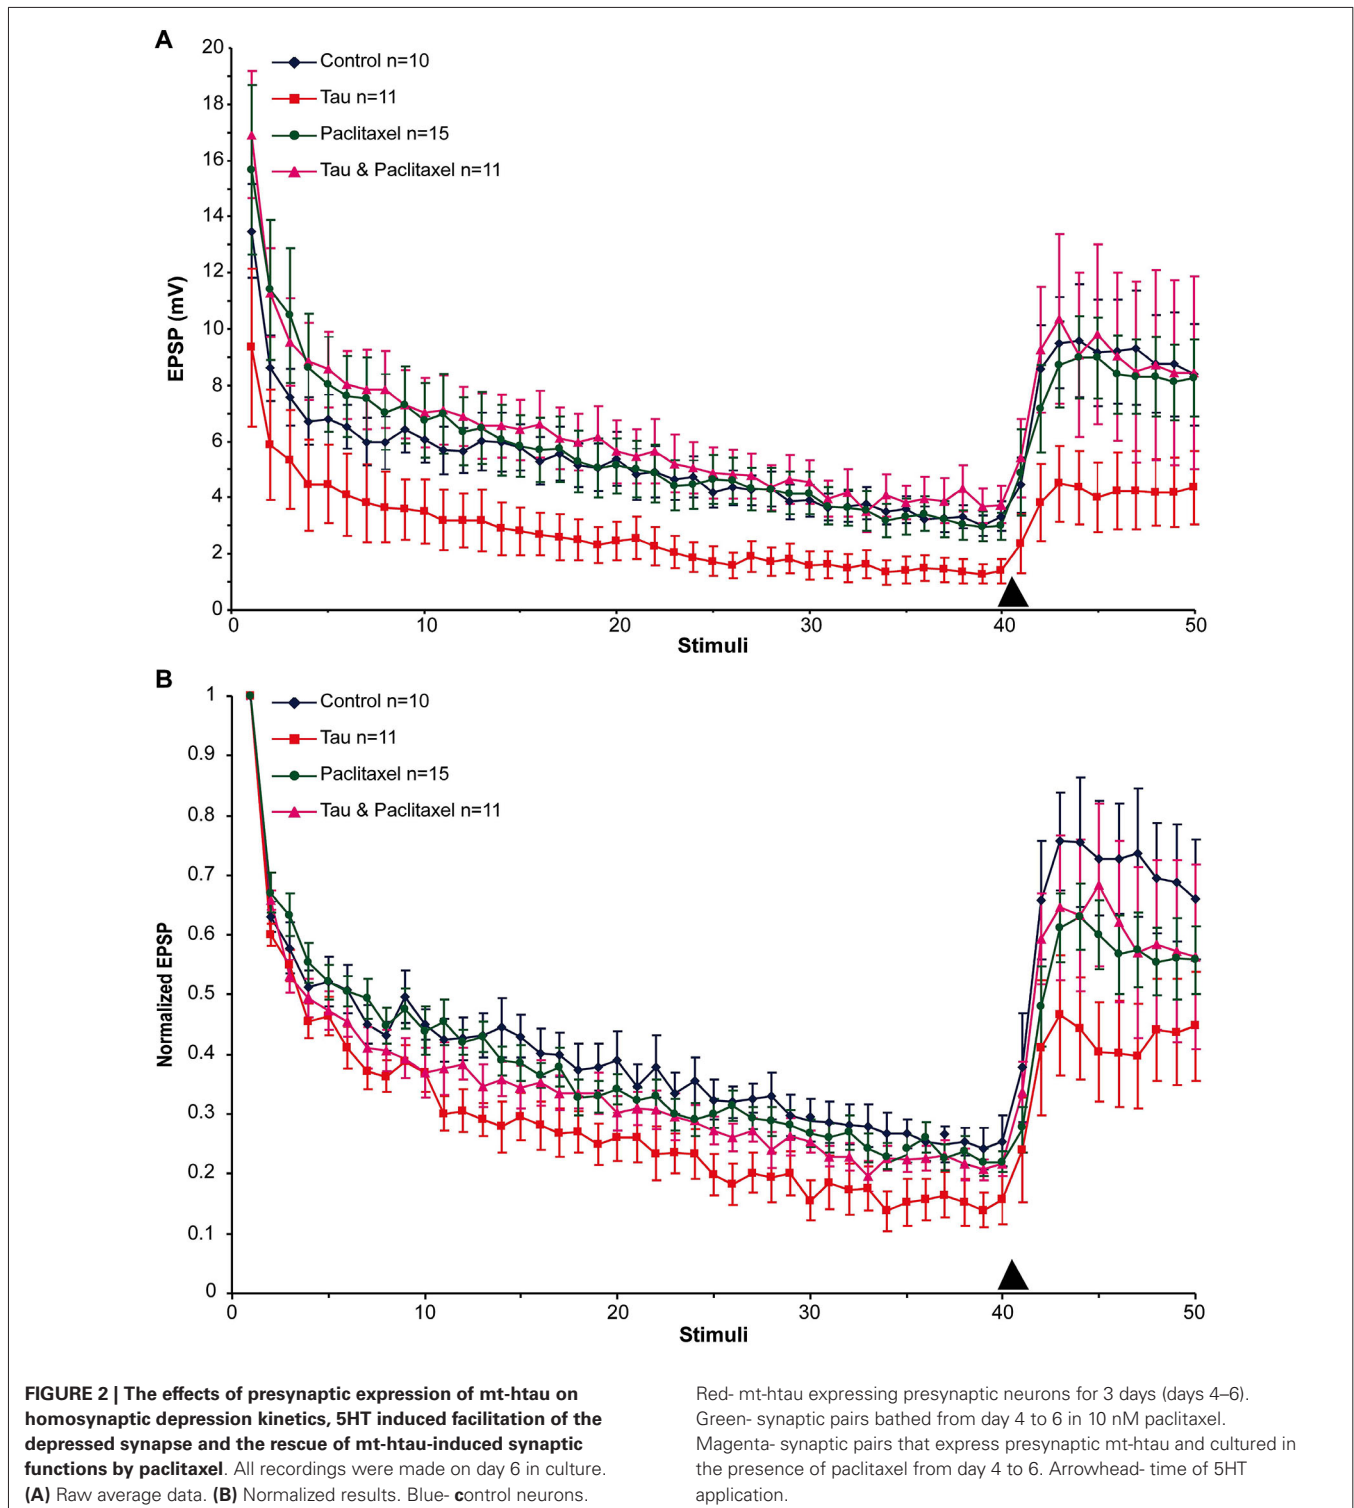 A
20
18
16
14
12
10
8
6
4
2
0
EPSP (mV)
Control n=10
Tau n=11
Paclitaxel n=15
Tau & Paclitaxel n=11
0 10 20 30 40 50
Stimuli
B
1
0.9
0.8
0.7
0.6
0.5
0.4
0.3
0.2
0.1
0
Normalized EPSP
Control n=10
Tau n=11
Paclitaxel n=15
Tau & Paclitaxel n=11
0 10 20 30 40 50
Stimuli
FIGURE 2 | The effects of presynaptic expression of mt-htau on
homosynaptic depression kinetics, 5HT induced facilitation of the
depressed synapse and the rescue of mt-htau-induced synaptic
functions by paclitaxel. All recordings were made on day 6 in culture.
(A) Raw average data. (B) Normalized results. Blue- control neurons.
Red- mt-htau expressing presynaptic neurons for 3 days (days 4–6).
Green- synaptic pairs bathed from day 4 to 6 in 10 nM paclitaxel.
Magenta- synaptic pairs that express presynaptic mt-htau and cultured in
the presence of paclitaxel from day 4 to 6. Arrowhead- time of 5HT
application.